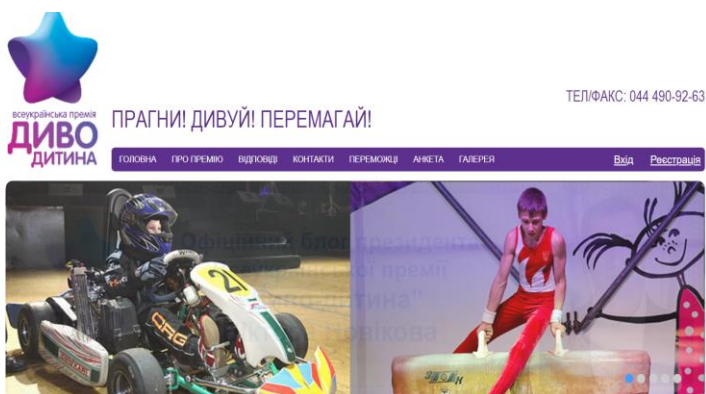 всеукраїнська премія
ДИВО
ДИТИНА
ТЕЛ/ФАКС: 044 490-92-63
ПРАГНИ! ДИВУЙ! ПЕРЕМАГАЙ!
ГОЛОВНА ПРО ПРЕМІЮ ВІДПОВІДІ КОНТАКТИ ПЕРЕМОЖЦІ АНКЕТА ГАЛЕРЕЯ Вхід Реєстрація
Офіційний блог президента
Всеукраїнської премії
"Диво-дитина"
Новікова
21
CRG